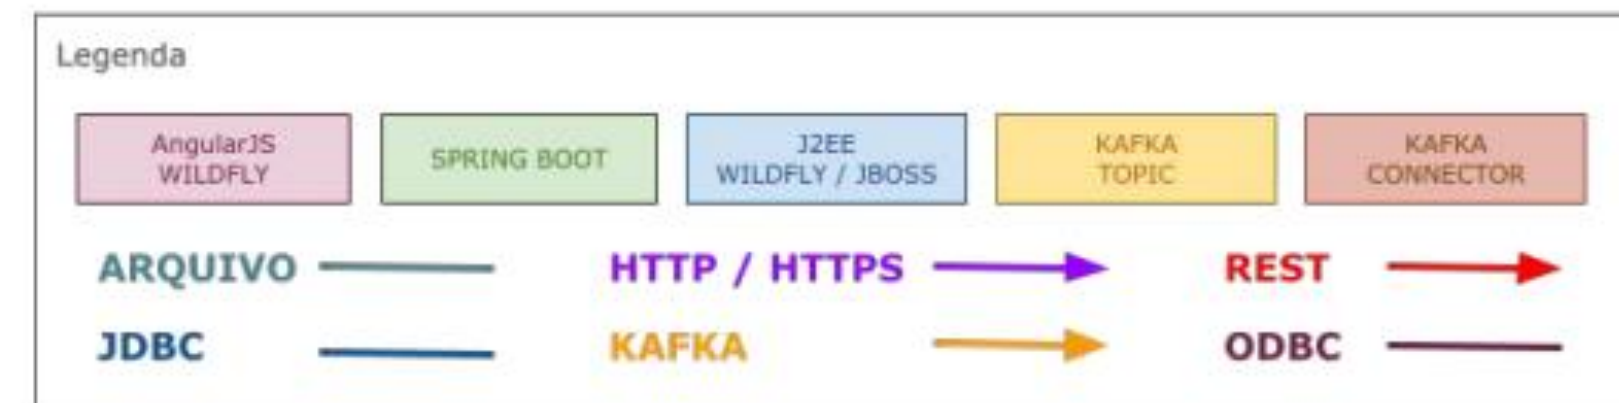 Legenda
AngularJS
WILDFLY
SPRING BOOT
J2EE
WILDFLY / JBOSS
KAFKA
TOPIC
KAFKA
CONNECTOR
ARQUIVO
HTTP / HTTPS
REST
JDBC
KAFKA
ODBC